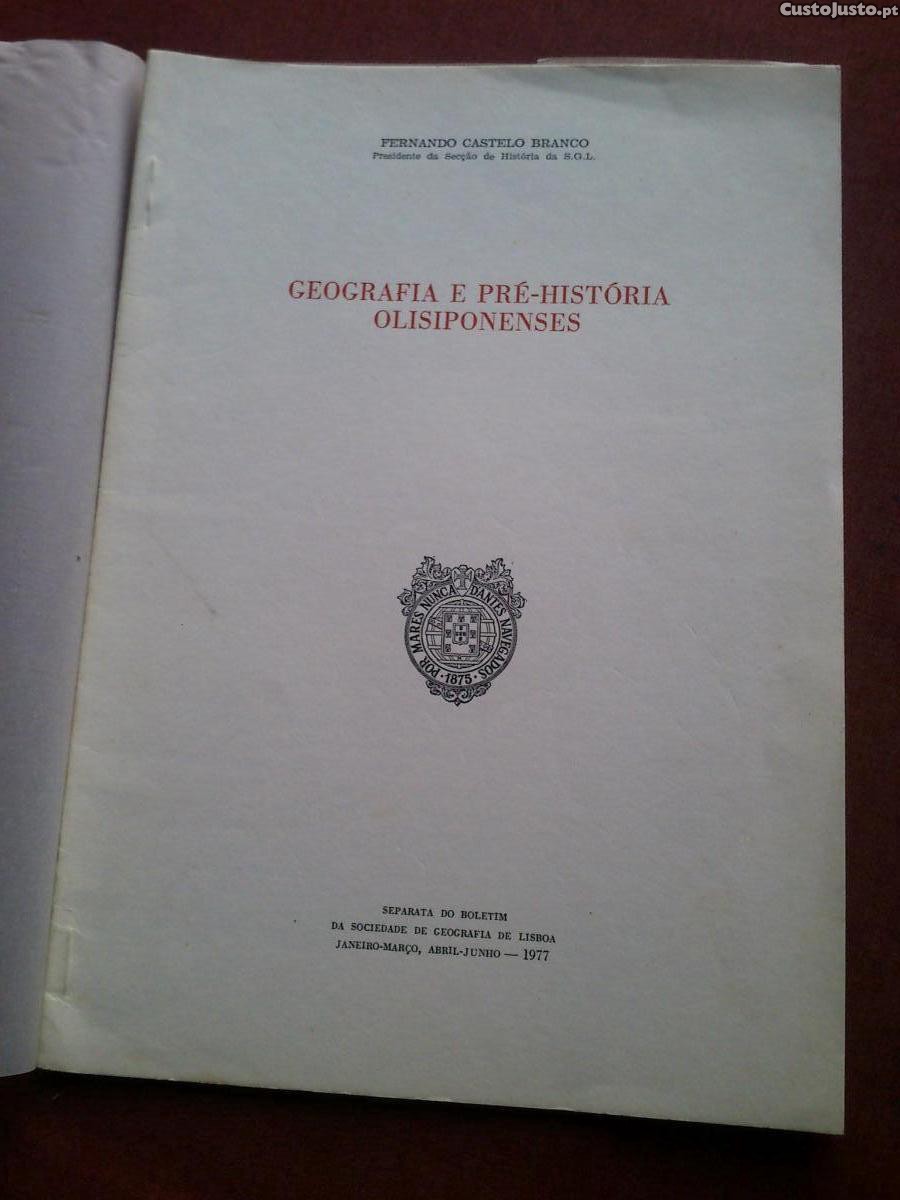 CustoJusto.pt
FERNANDO CASTELO BRANCO
Presidente da Secção de História da S.G.L.
GEOGRAFIA E PRÉ-HISTÓRIA
OLISIPONENSES
POR MARES NUNCA DANTES NAVEGADOS
· 1875 ·
SEPARATA DO BOLETIM
DA SOCIEDADE DE GEOGRAFIA DE LISBOA
JANEIRO-MARÇO, ABRIL-JUNHO — 1977